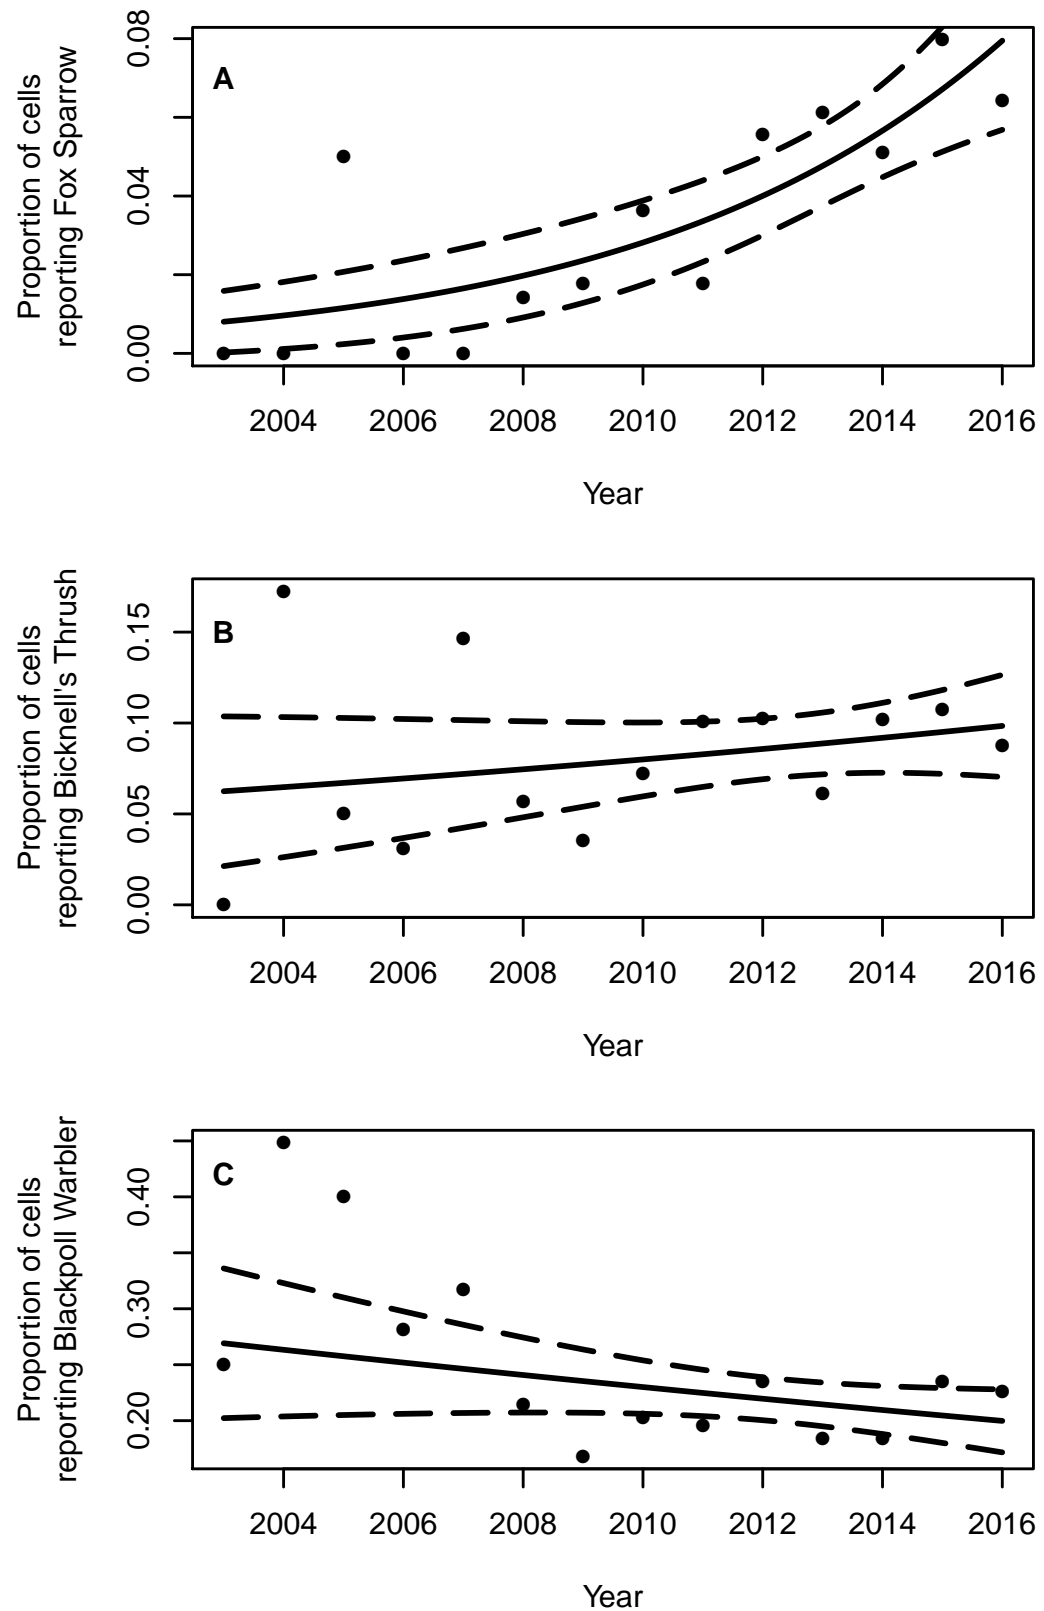 Proportion of cells
reporting Fox Sparrow
0.08
0.04
0.00
A
2004 2006 2008 2010 2012 2014 2016
Year
Proportion of cells
reporting Bicknell's Thrush
0.15
0.10
0.05
0.00
B
2004 2006 2008 2010 2012 2014 2016
Year
Proportion of cells
reporting Blackpoll Warbler
0.40
0.30
0.20
C
2004 2006 2008 2010 2012 2014 2016
Year